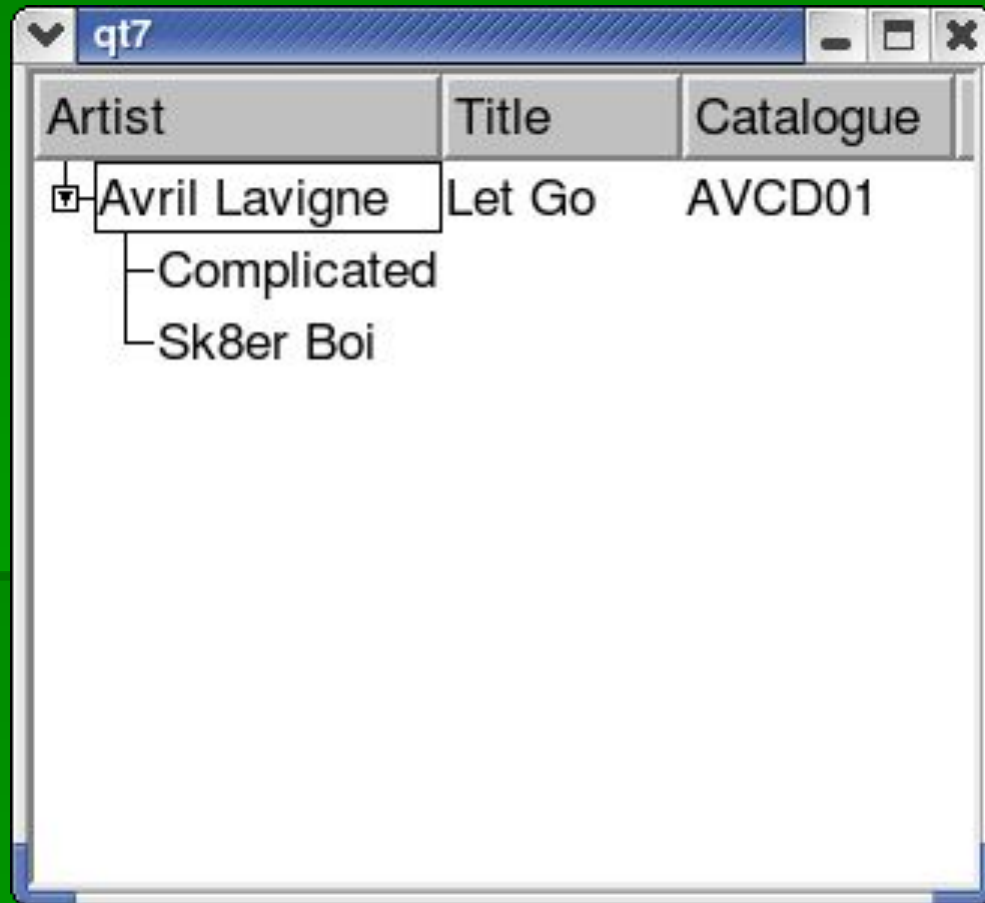 qt7
Artist Title Catalogue
Avril Lavigne Let Go AVCD01
Complicated
Sk8er Boi